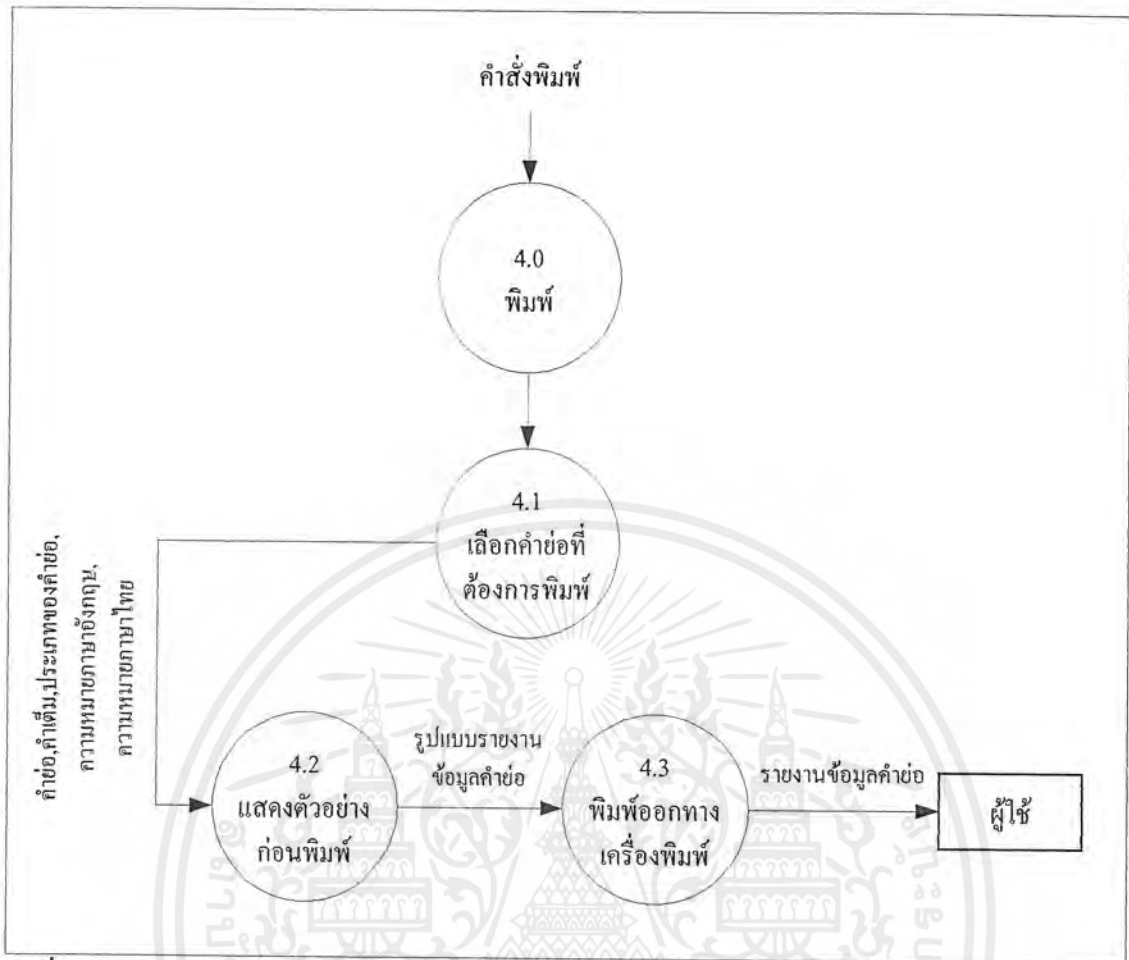 คำสั่งพิมพ์
4.0
พิมพ์
4.1
เลือกคำย่อที่
ต้องการพิมพ์
คำย่อ,คำเต็ม,ประเภทของคำย่อ,
ความหมายภาษาอังกฤษ,
ความหมายภาษาไทย
4.2
แสดงตัวอย่าง
ก่อนพิมพ์
รูปแบบรายงาน
ข้อมูลคำย่อ
4.3
พิมพ์ออกทาง
เครื่องพิมพ์
รายงานข้อมูลคำย่อ
ผู้ใช้